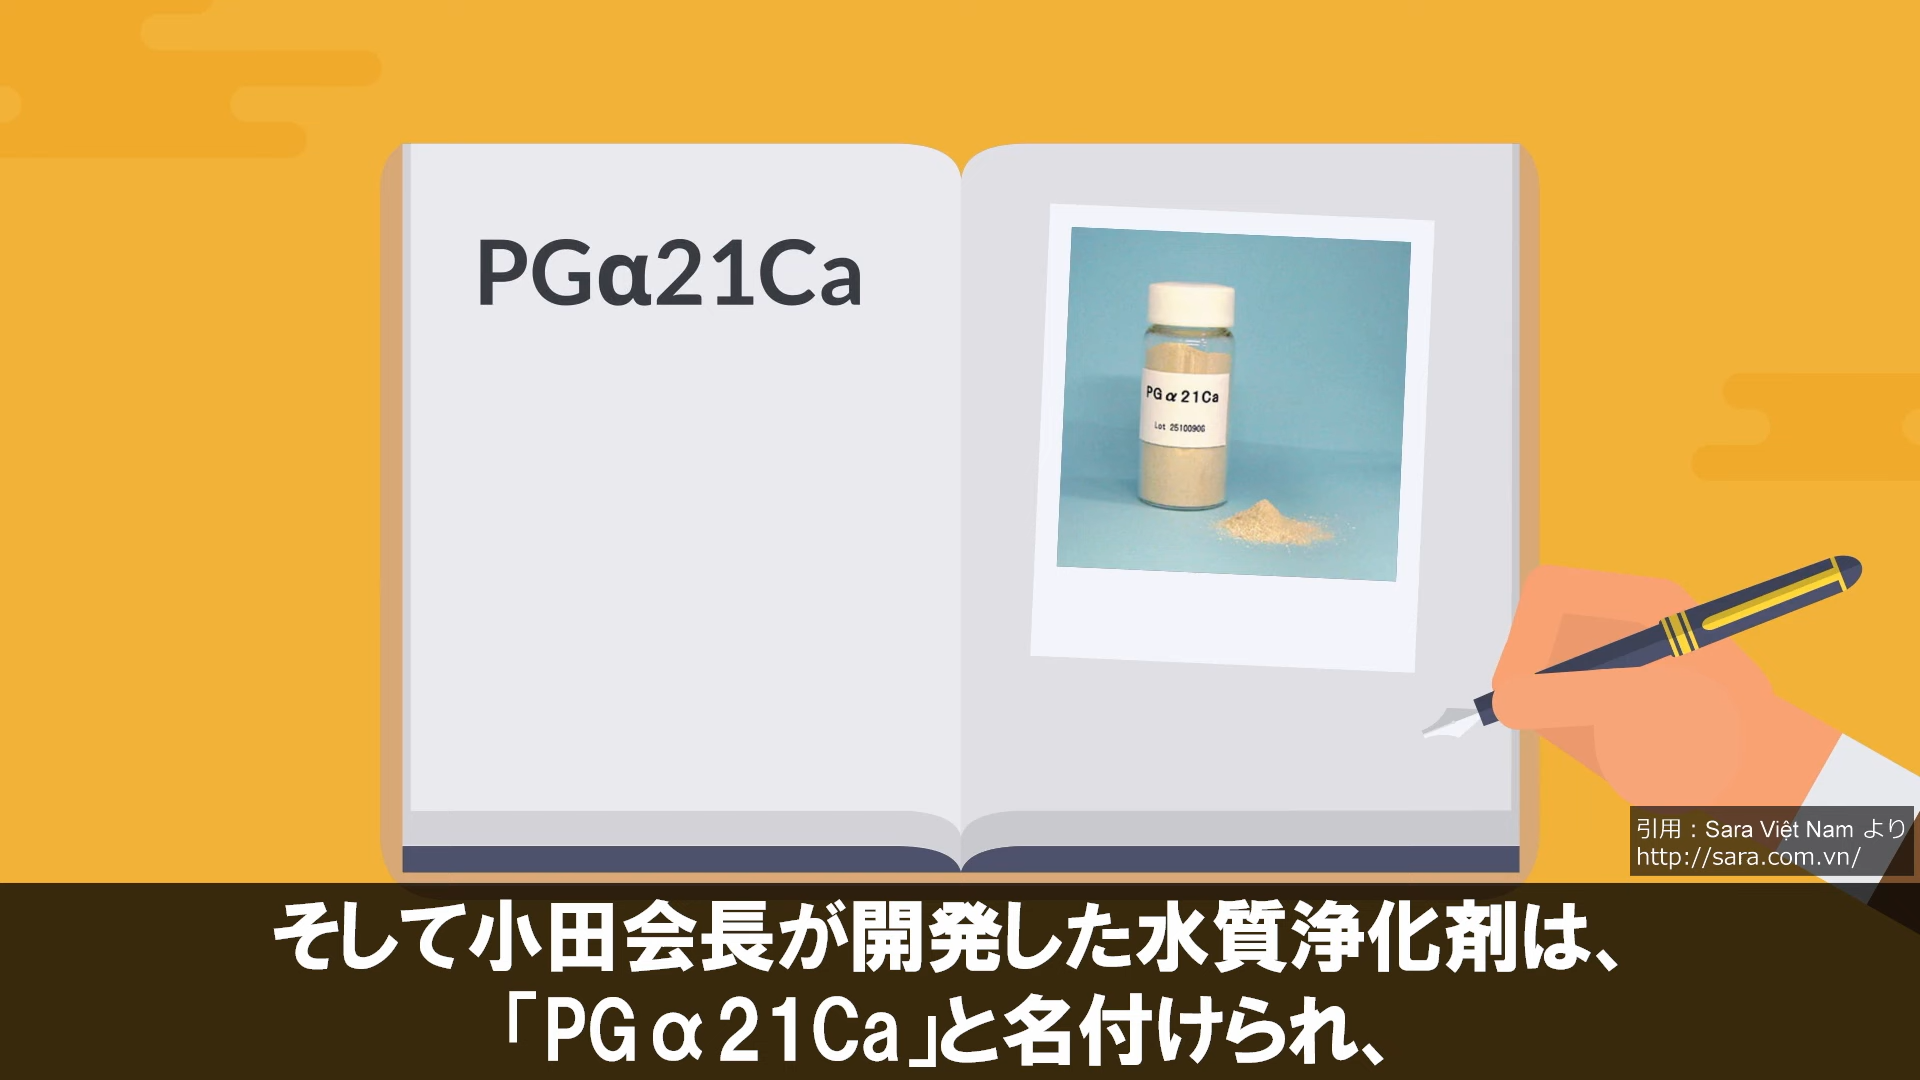 PGα21Ca
PGα21Ca
Lot 25100906
引用：Sara Việt Nam より
http://sara.com.vn/
そして小田会長が開発した水質浄化剤は、
「PGα21Ca」と名付けられ、